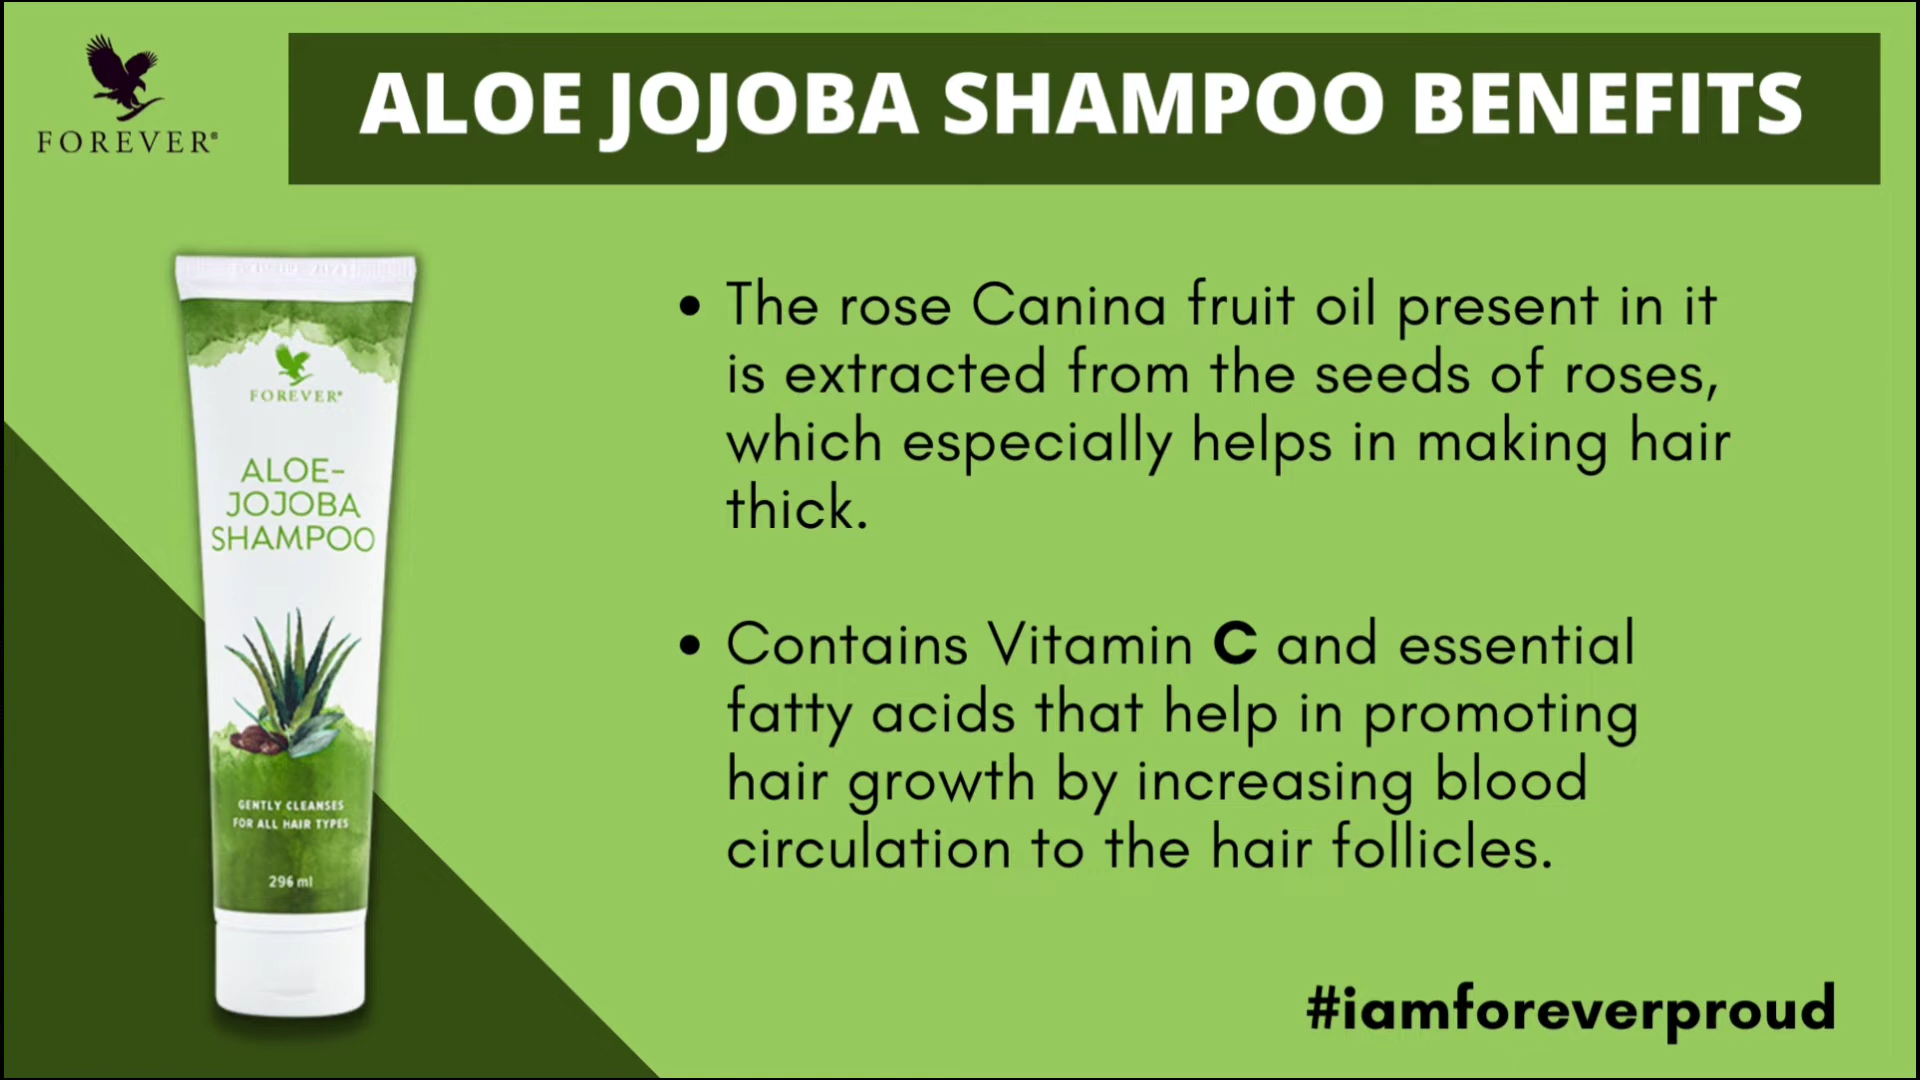 FOREVER®
ALOE JOJOBA SHAMPOO BENEFITS
FOREVER®
ALOE-
JOJOBA
SHAMPOO
GENTLY CLEANSES
FOR ALL HAIR TYPES
296 ml
• The rose Canina fruit oil present in it
is extracted from the seeds of roses,
which especially helps in making hair
thick.
• Contains Vitamin C and essential
fatty acids that help in promoting
hair growth by increasing blood
circulation to the hair follicles.
#iamforeverproud